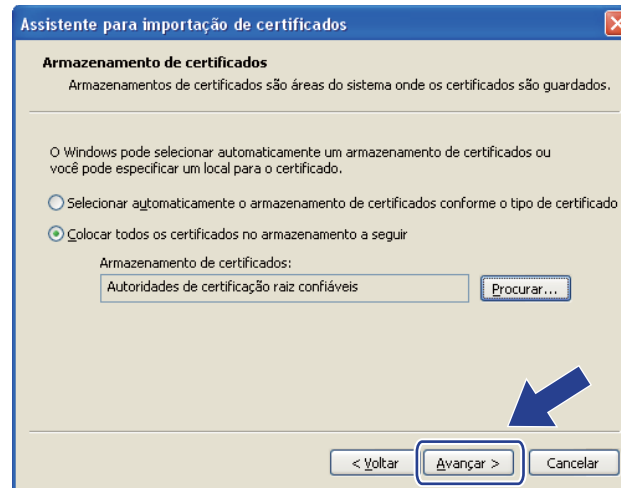 Assistente para importação de certificados
Armazenamento de certificados
Armazenamentos de certificados são áreas do sistema onde os certificados são guardados.
O Windows pode selecionar automaticamente um armazenamento de certificados ou
você pode especificar um local para o certificado.
Selecionar automaticamente o armazenamento de certificados conforme o tipo de certificado
Colocar todos os certificados no armazenamento a seguir
Armazenamento de certificados:
Autoridades de certificação raiz confiáveis
Procurar...
< Voltar
Avançar >
Cancelar